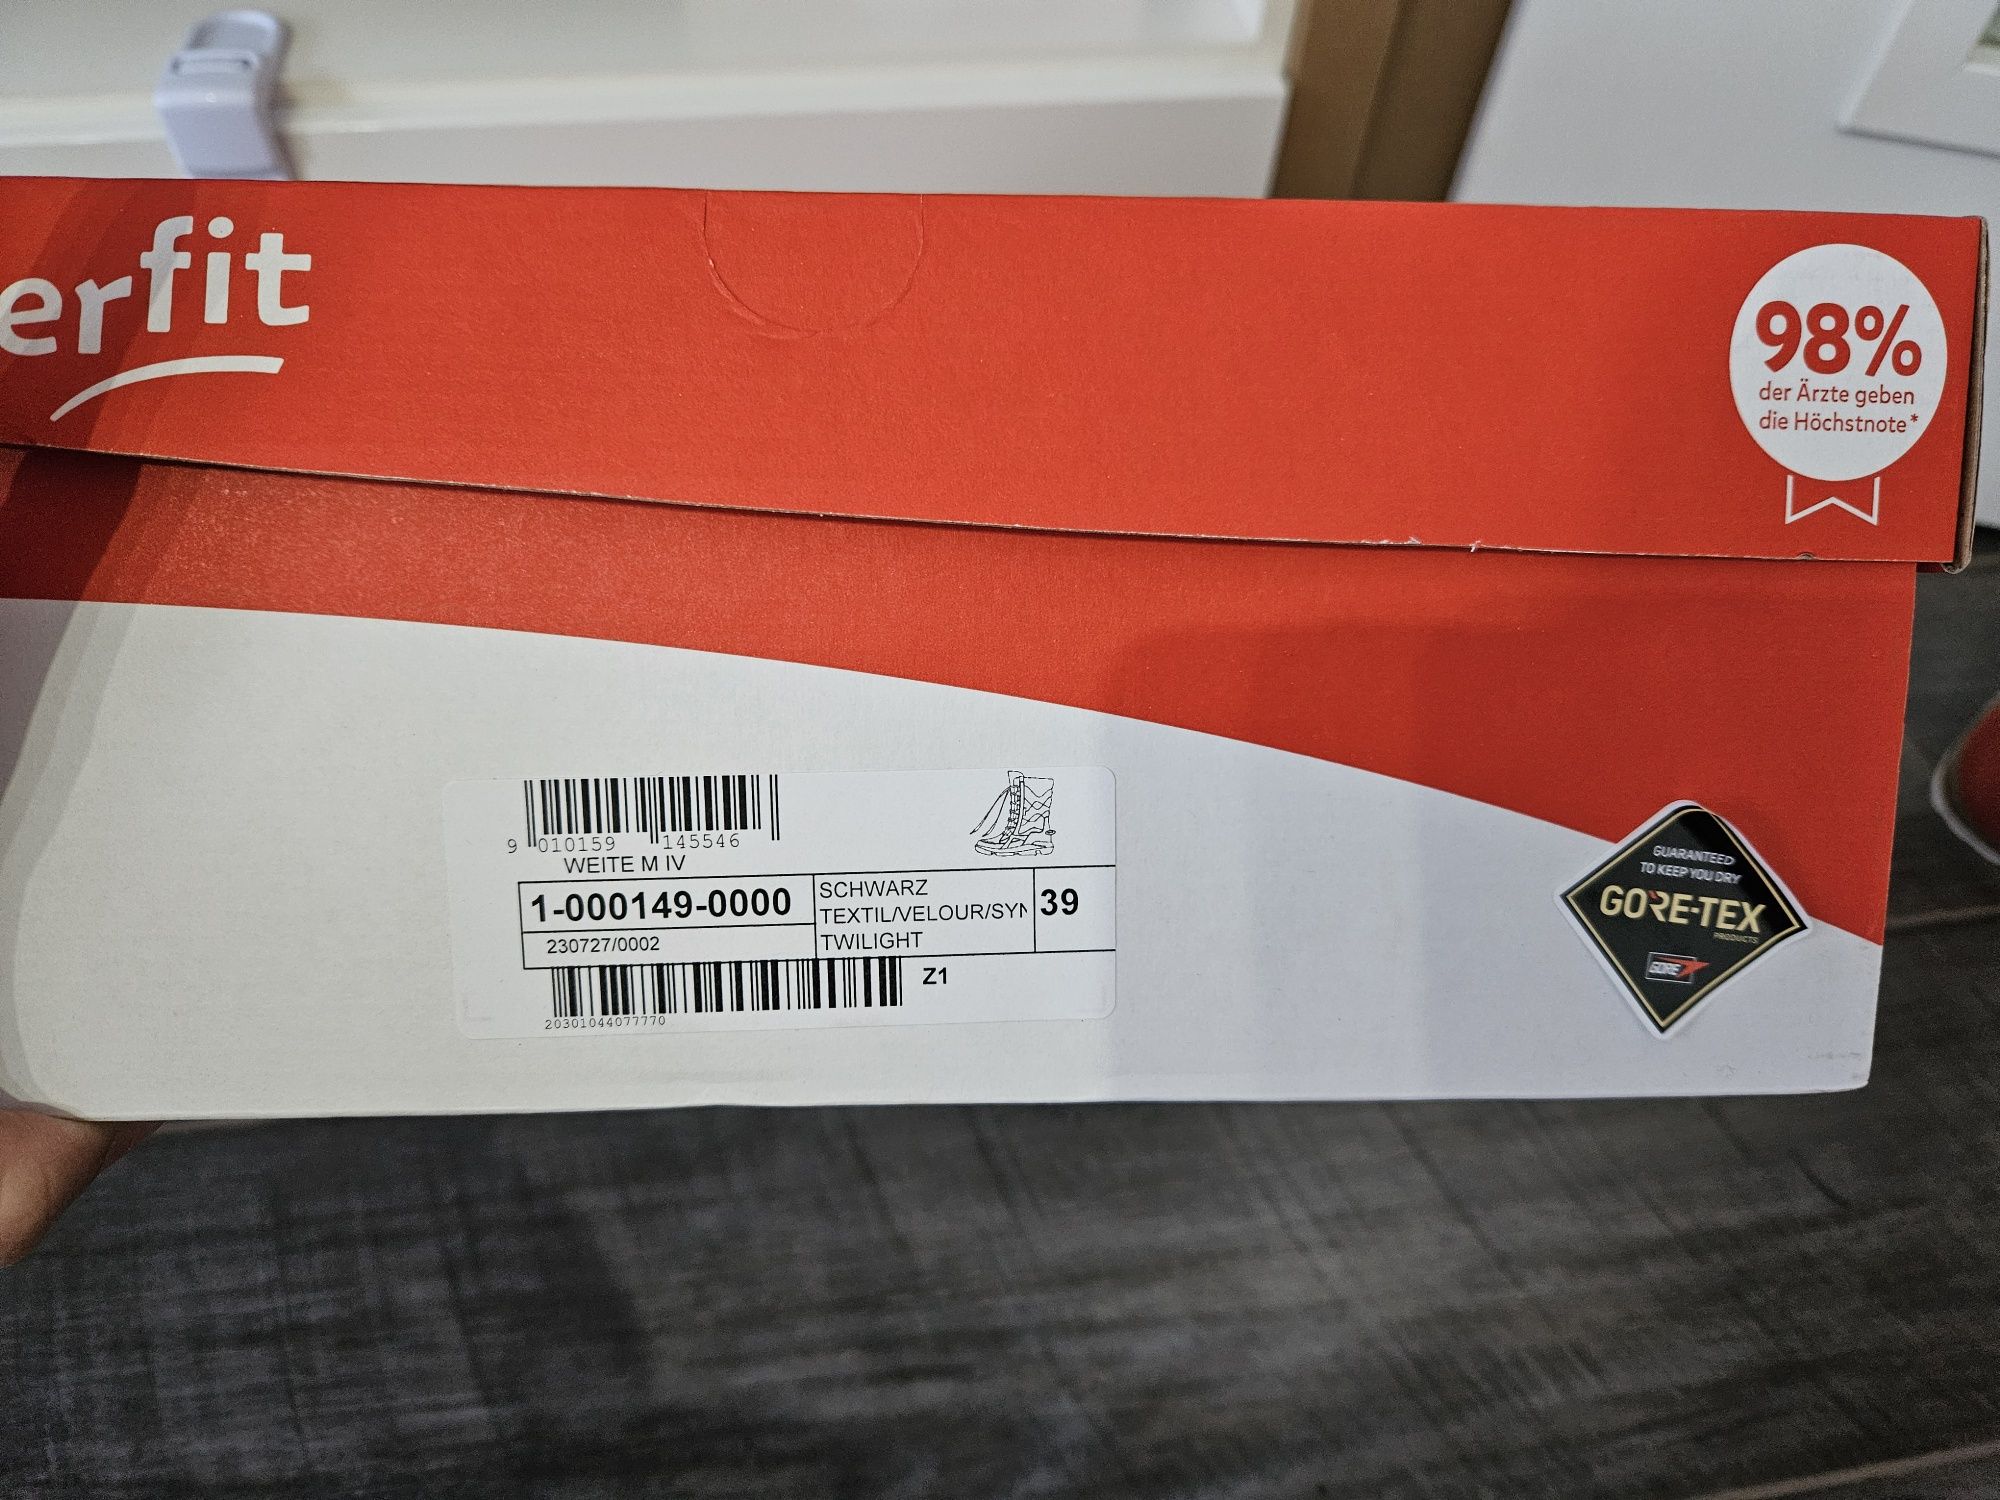 erfit
98%
der Ärzte geben
die Höchstnote*
9 010159 145546
WEITE M IV
1-000149-0000
SCHWARZ
TEXTIL/VELOUR/SYN
TWILIGHT
39
230727/0002
Z1
20301044077770
GUARANTEED
TO KEEP YOU DRY
GORE-TEX
PRODUCTS
GORE